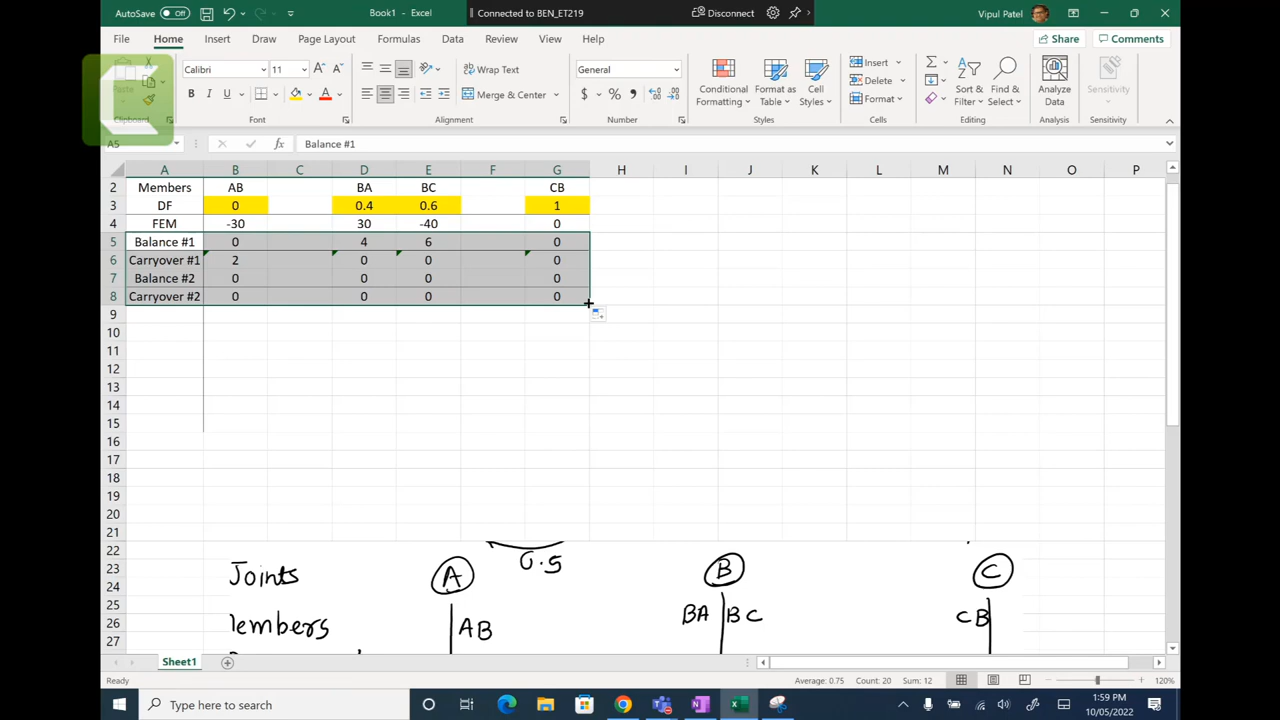 AutoSave Off Book1 - Excel Connected to BEN_ET219 Disconnect Vipul Patel
File Home Insert Draw Page Layout Formulas Data Review View Help Share Comments
Paste Calibri 11 Wrap Text General Conditional Formatting Format as Table Cell Styles Insert Delete Format Sort & Filter Find & Select Analyze Data Sensitivity
B I U Merge & Center $ %
Clipboard Font Alignment Number Styles Cells Editing Analysis Sensitivity
A5 fx Balance #1
A B C D E F G H I J K L M N O P
2 Members AB BA BC CB
3 DF 0 0.4 0.6 1
4 FEM -30 30 -40 0
5 Balance #1 0 4 6 0
6 Carryover #1 2 0 0 0
7 Balance #2 0 0 0 0
8 Carryover #2 0 0 0 0
9
10
11
12
13
14
15
16
17
18
19
20
21
22
23
24
25
26
27
0.5
Joints A B C
lembers AB BA BC CB
Sheet1
Ready Average: 0.75 Count: 20 Sum: 12 120%
Type here to search 1:59 PM
10/05/2022